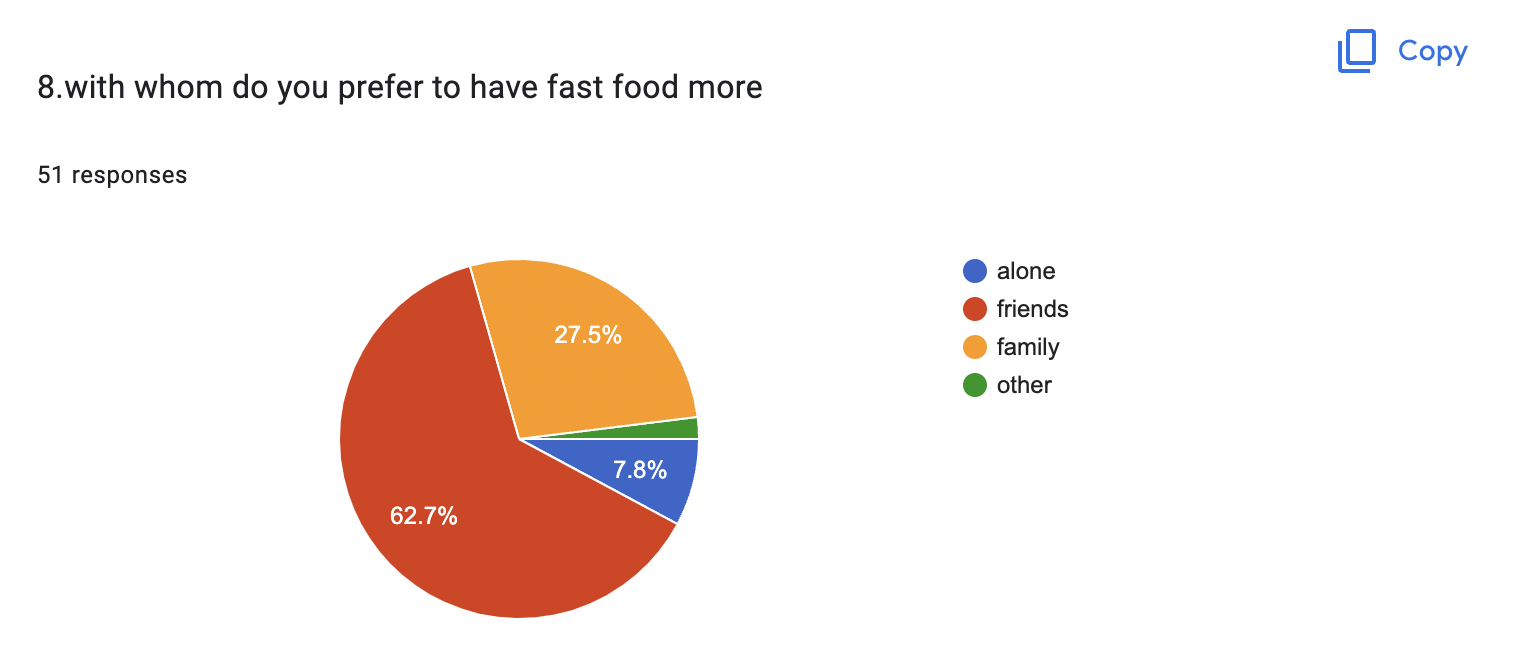 Copy
8.with whom do you prefer to have fast food more
51 responses
alone
friends
family
other
27.5%
7.8%
62.7%